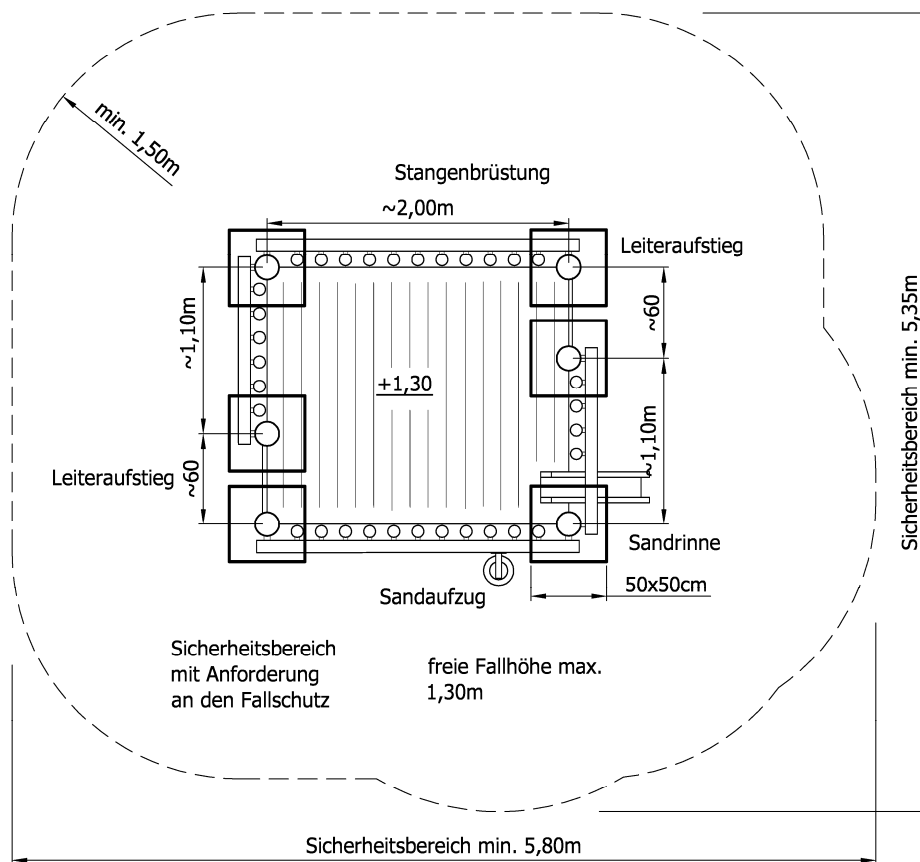 min. 1,50m
Stangenbrüstung
~2,00m
Leiteraufstieg
~1,10m
~60
+1,30
Sicherheitsbereich min. 5,35m
Leiteraufstieg
~60
~1,10m
Sandrinne
Sandaufzug
50x50cm
Sicherheitsbereich
mit Anforderung
an den Fallschutz
freie Fallhöhe max.
1,30m
Sicherheitsbereich min. 5,80m